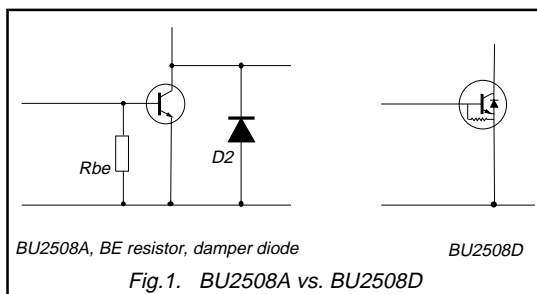 Rbe
D2
BU2508A, BE resistor, damper diode
BU2508D
Fig.1. BU2508A vs. BU2508D